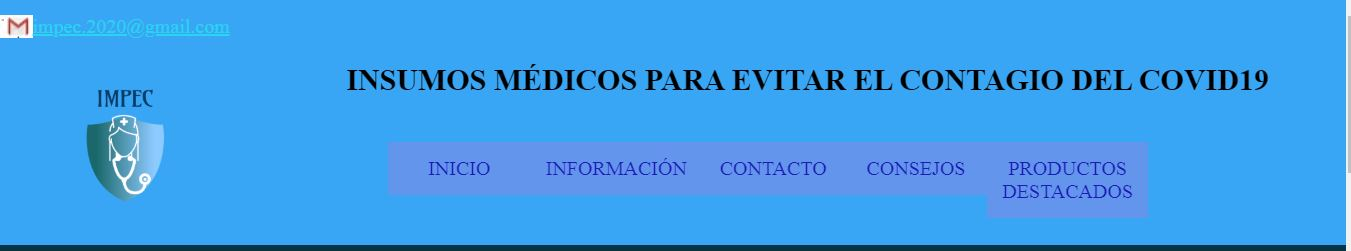 impec.2020@gmail.com
INSUMOS MÉDICOS PARA EVITAR EL CONTAGIO DEL COVID19
IMPEC
INICIO INFORMACIÓN CONTACTO CONSEJOS PRODUCTOS
DESTACADOS